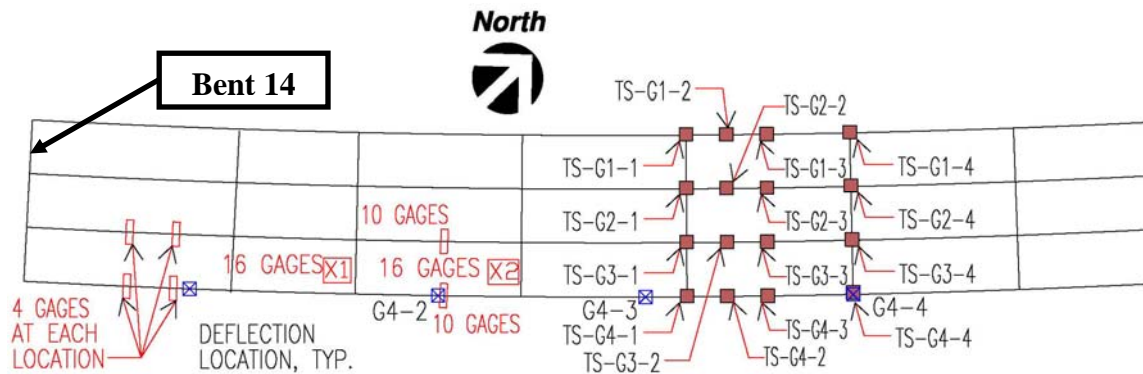 North
Bent 14
TS-G1-2
TS-G2-2
TS-G1-1
TS-G1-3
TS-G1-4
10 GAGES
TS-G2-1
TS-G2-3
TS-G2-4
16 GAGES X1
16 GAGES X2
TS-G3-1
TS-G3-3
TS-G3-4
4 GAGES
AT EACH
LOCATION
DEFLECTION
LOCATION, TYP.
G4-2
10 GAGES
G4-3
G4-4
TS-G4-1
TS-G3-2
TS-G4-2
TS-G4-3
TS-G4-4